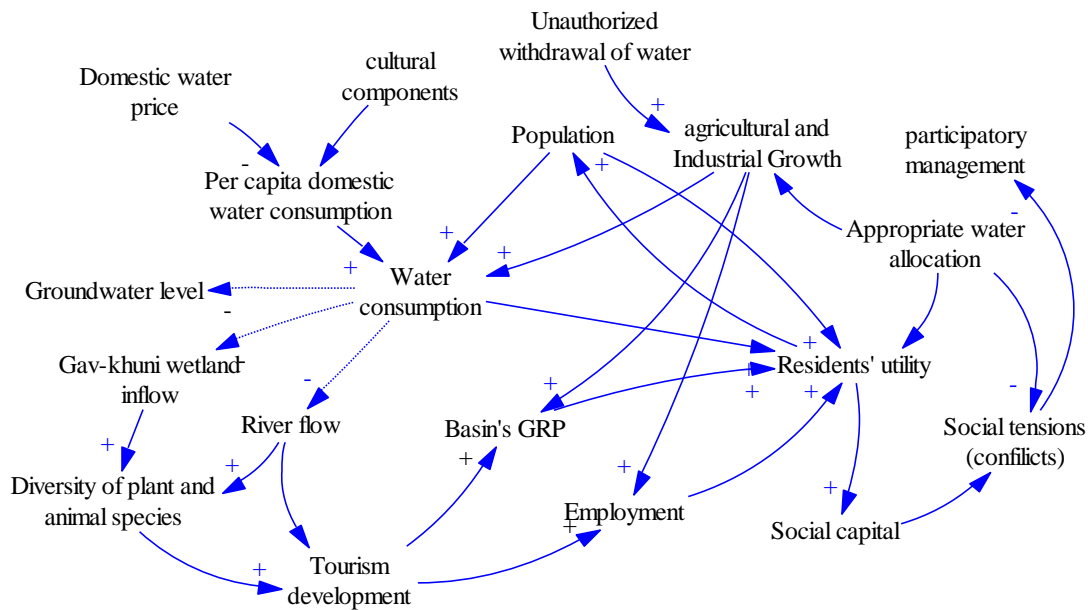 Unauthorized
withdrawal of water
Domestic water
price
cultural
components
Population
agricultural and
Industrial Growth
participatory
management
Per capita domestic
water consumption
Appropriate water
allocation
Groundwater level
Water
consumption
Gav-khuni wetland
inflow
Residents' utility
River flow
Basin's GRP
Social tensions
(confilicts)
Diversity of plant and
animal species
Employment
Social capital
Tourism
development